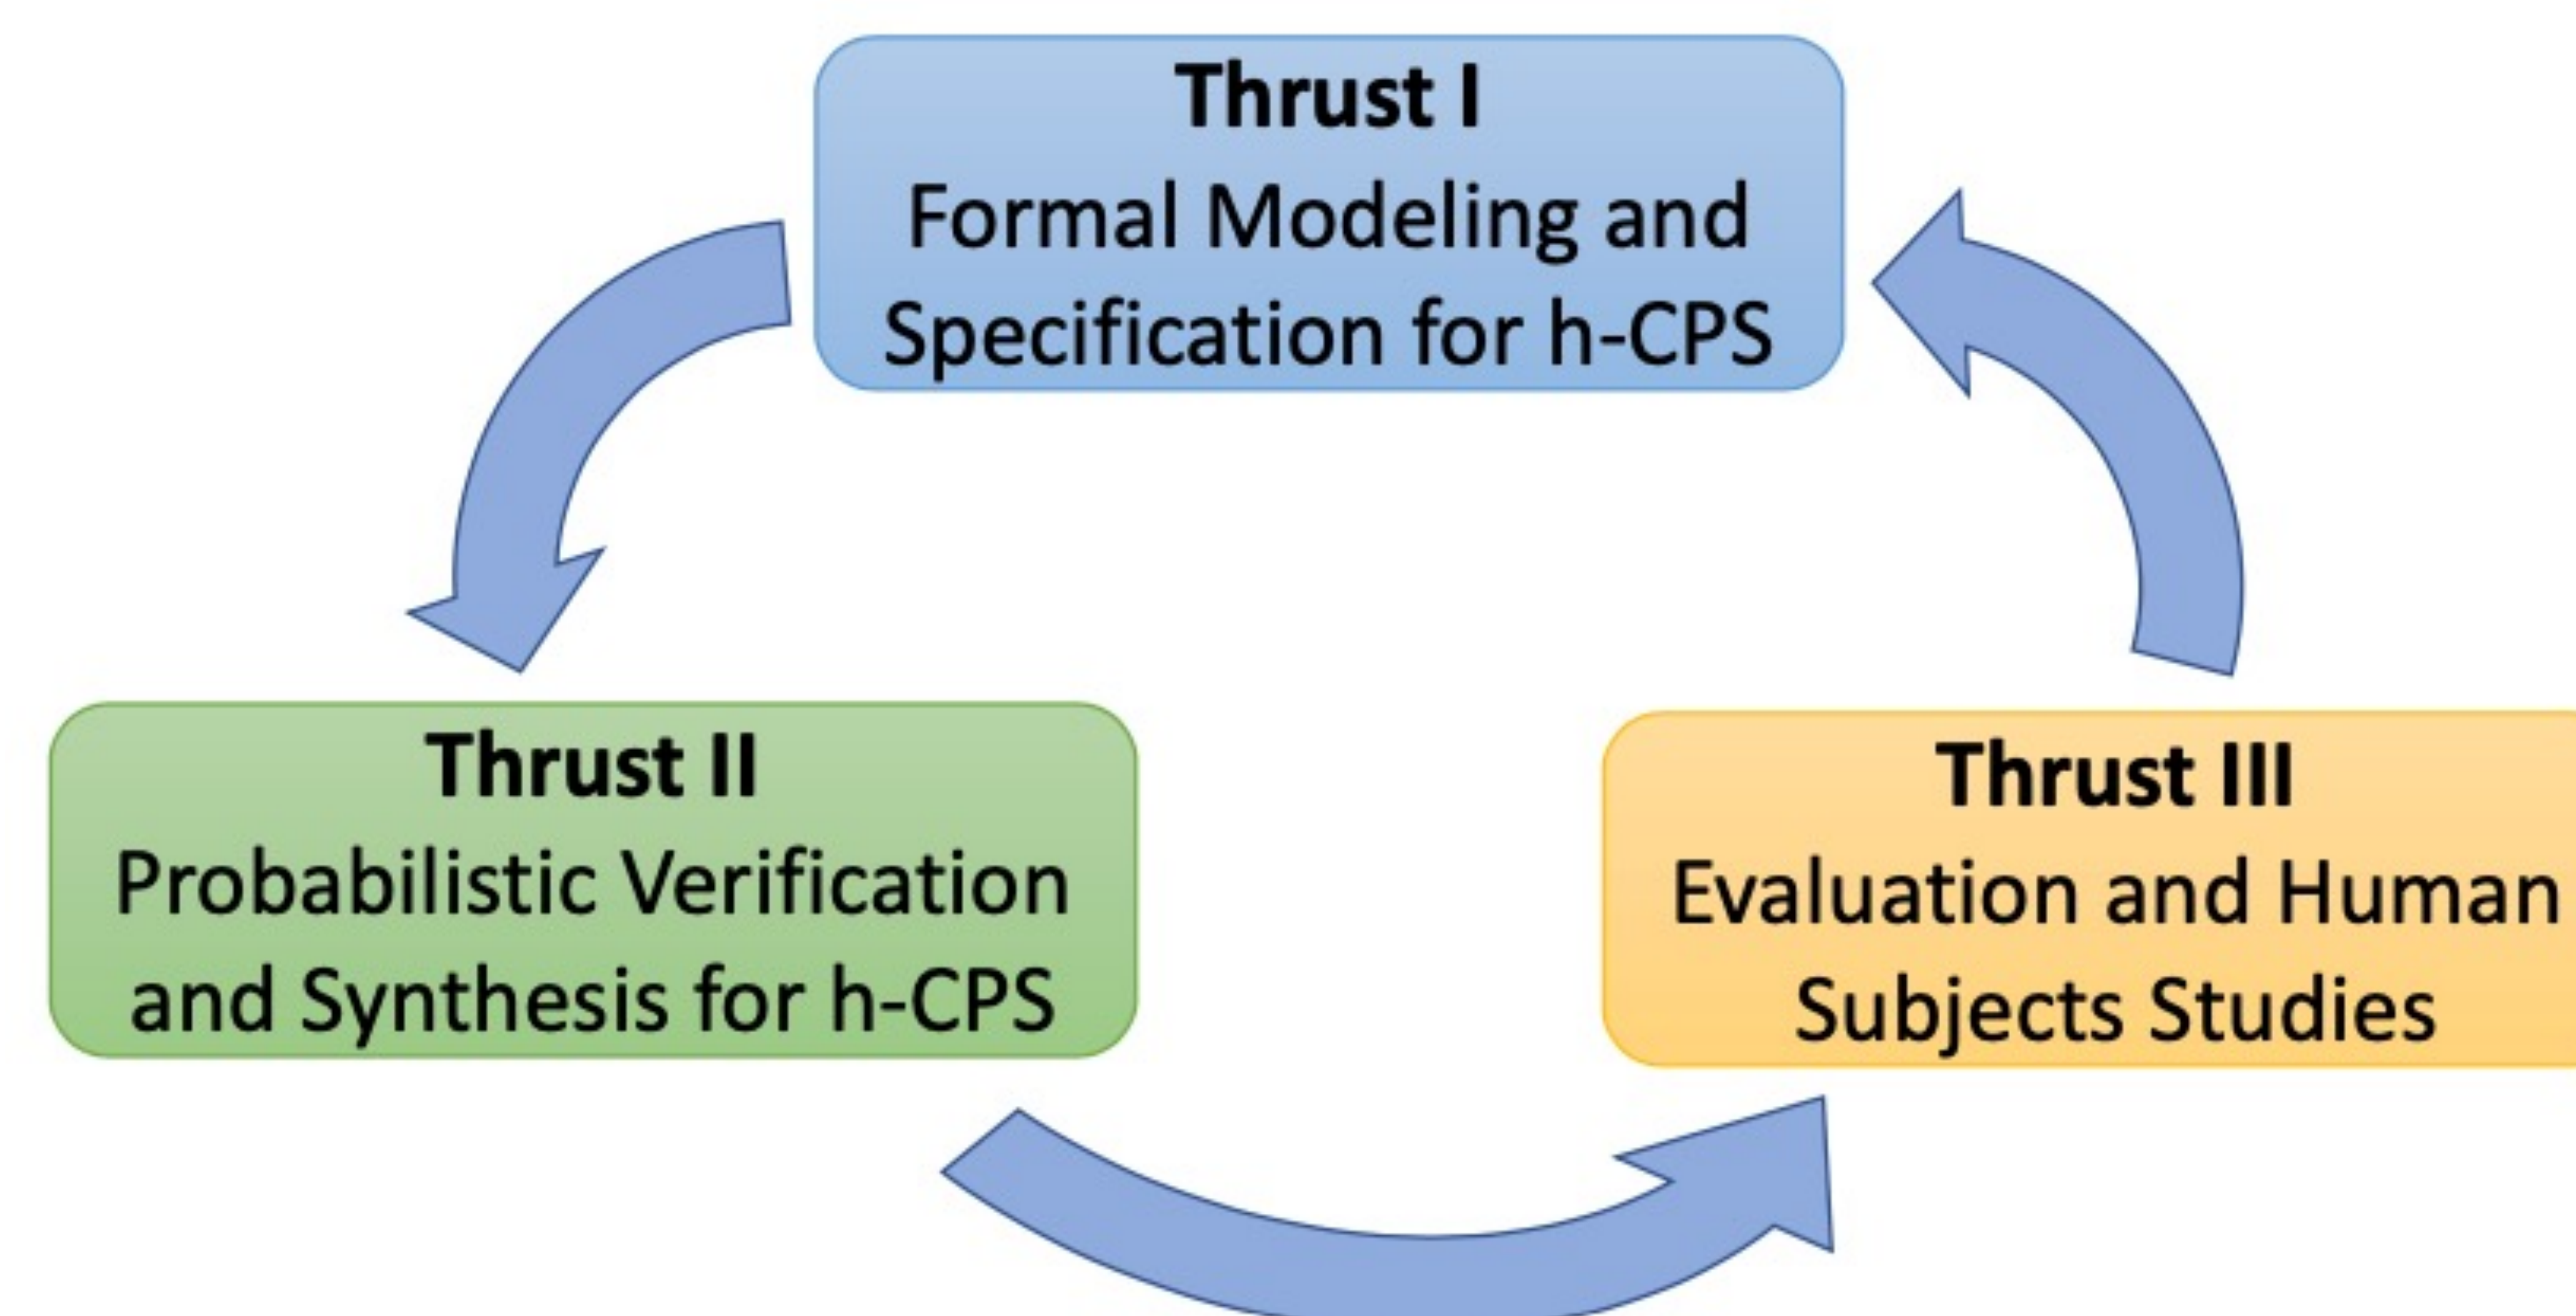 Thrust I
Formal Modeling and
Specification for h-CPS
Thrust II
Probabilistic Verification
and Synthesis for h-CPS
Thrust III
Evaluation and Human
Subjects Studies